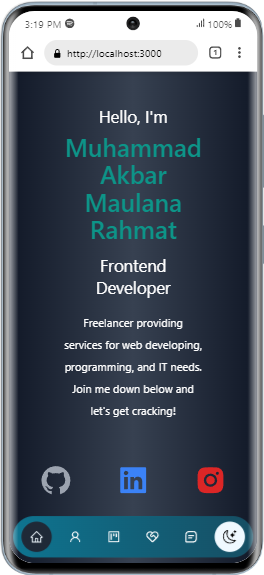 3:19 PM
100%
http://localhost:3000
1
Hello, I'm
Muhammad
Akbar
Maulana
Rahmat
Frontend
Developer
Freelancer providing
services for web developing,
programming, and IT needs.
Join me down below and
let's get cracking!
in